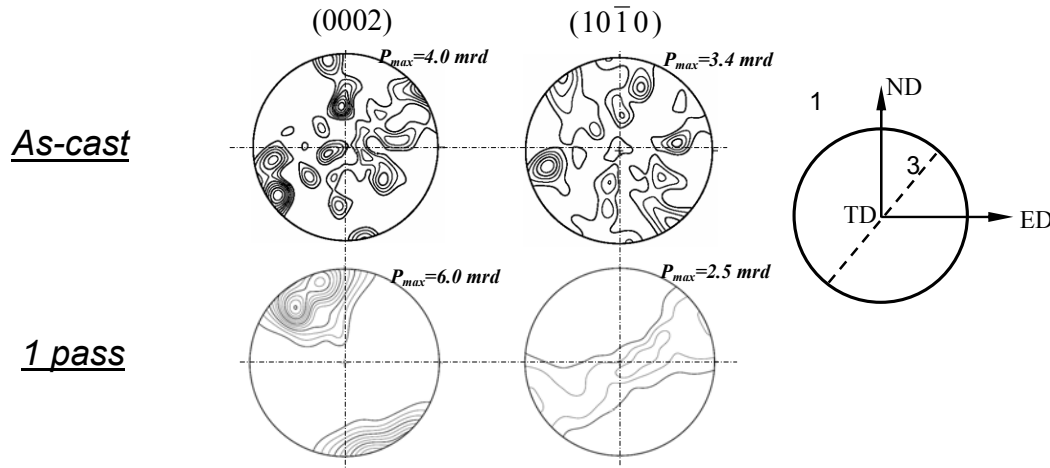 (0002)
(10$\overline{1}$0)
P_max=4.0 mrd
P_max=3.4 mrd
As-cast
1
ND
3
TD
ED
P_max=6.0 mrd
P_max=2.5 mrd
1 pass